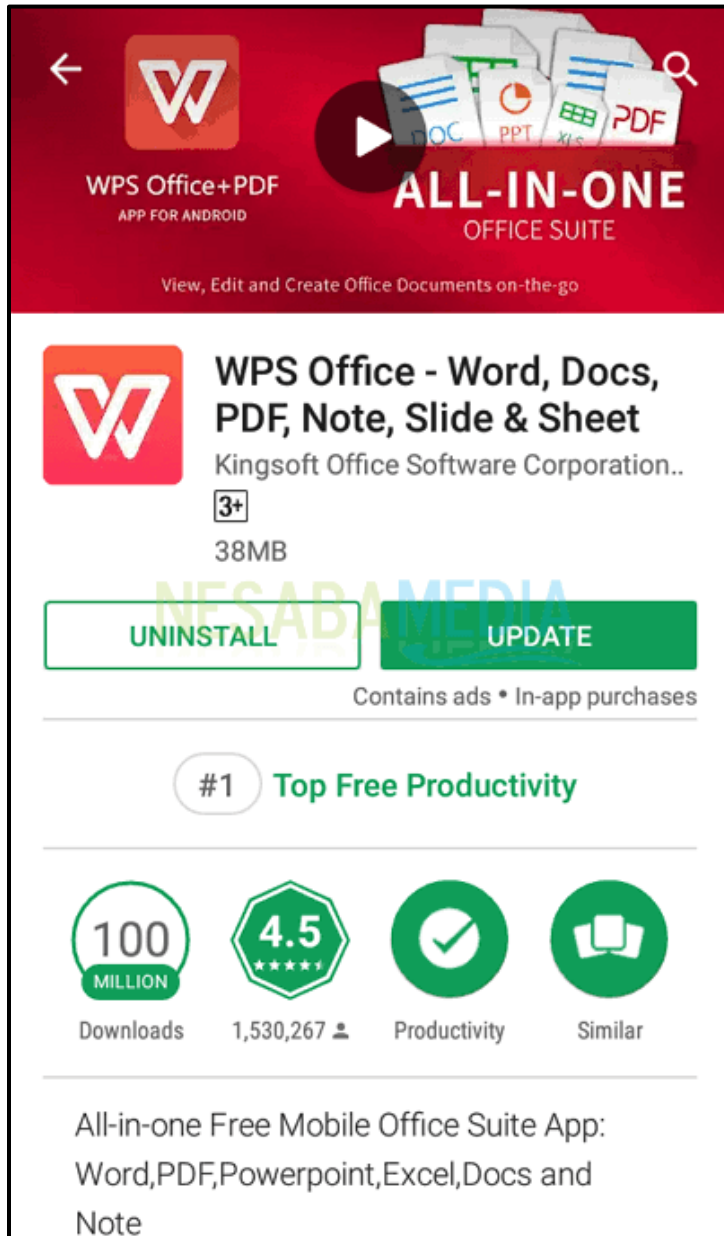 WPS Office+PDF
APP FOR ANDROID
DOC
PPT
XLS
PDF
ALL-IN-ONE
OFFICE SUITE
View, Edit and Create Office Documents on-the-go
WPS Office - Word, Docs,
PDF, Note, Slide & Sheet
Kingsoft Office Software Corporation..
3+
38MB
NESABAMEDIA
UNINSTALL
UPDATE
Contains ads • In-app purchases
#1 Top Free Productivity
100
MILLION
Downloads
4.5
1,530,267
Productivity
Similar
All-in-one Free Mobile Office Suite App:
Word,PDF,Powerpoint,Excel,Docs and
Note